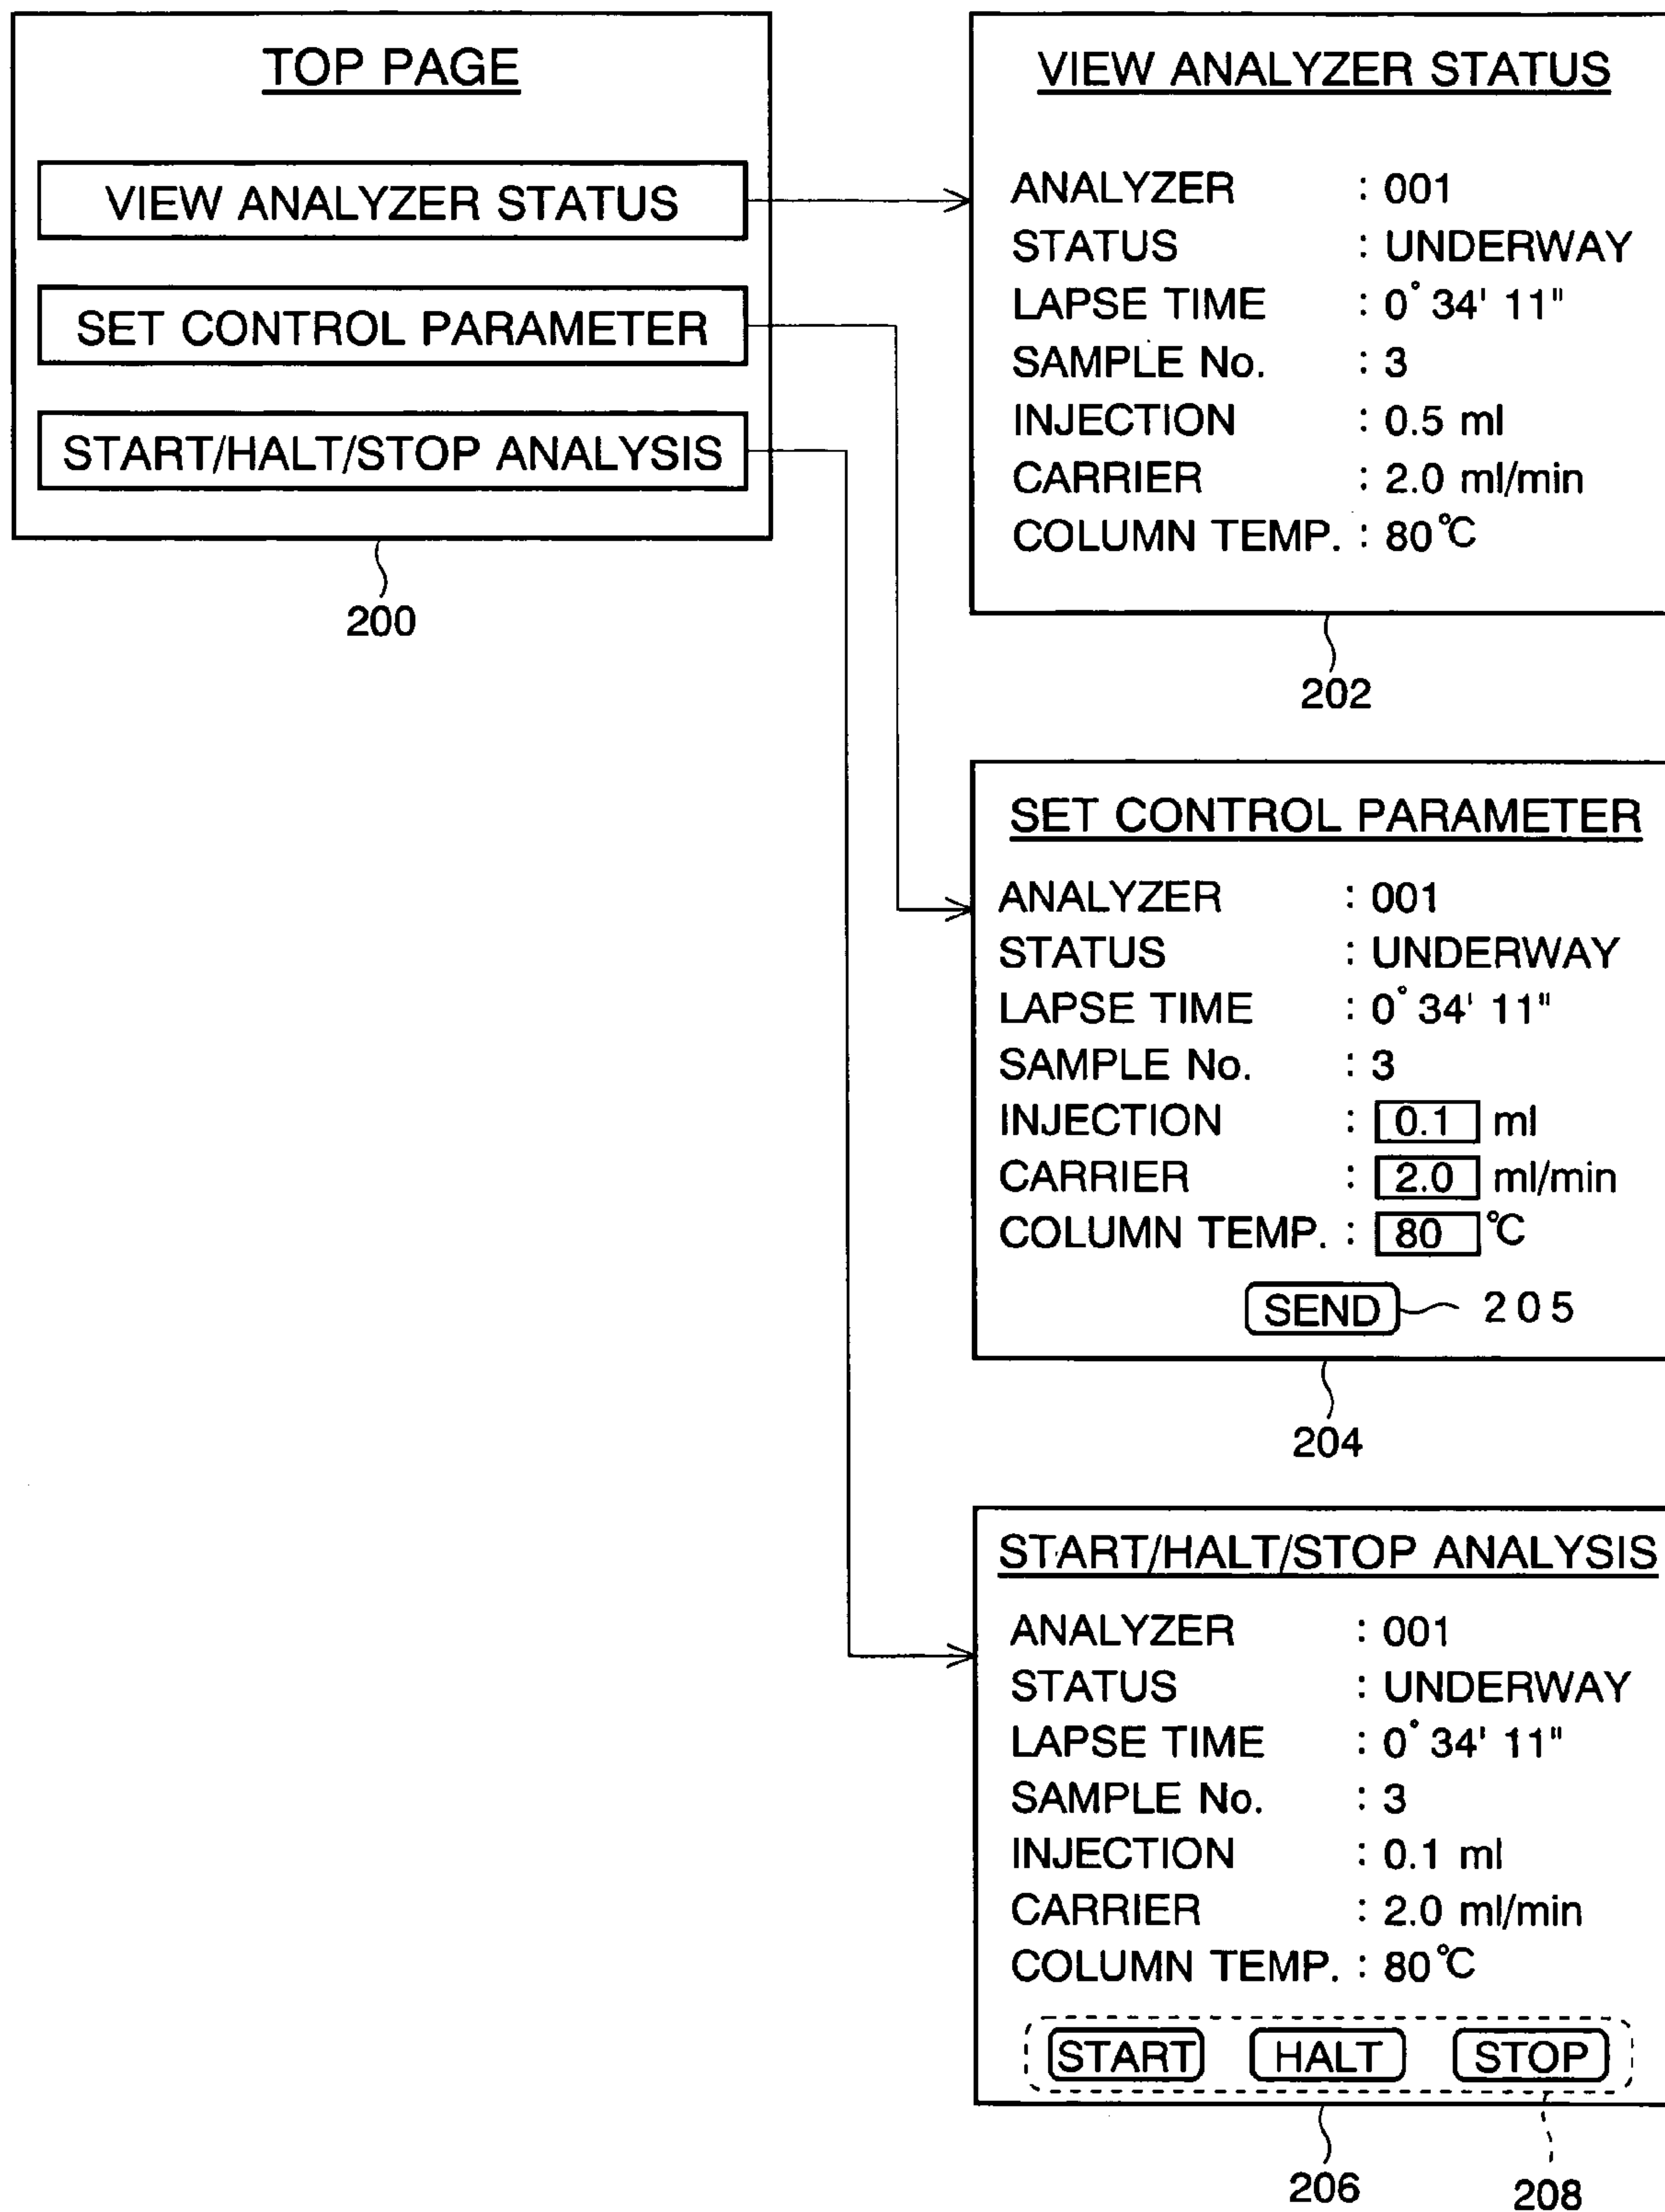 TOP PAGE
VIEW ANALYZER STATUS
SET CONTROL PARAMETER
START/HALT/STOP ANALYSIS
200
VIEW ANALYZER STATUS
ANALYZER : 001
STATUS : UNDERWAY
LAPSE TIME : 0° 34' 11"
SAMPLE No. : 3
INJECTION : 0.5 ml
CARRIER : 2.0 ml/min
COLUMN TEMP. : 80°C
202
SET CONTROL PARAMETER
ANALYZER : 001
STATUS : UNDERWAY
LAPSE TIME : 0° 34' 11"
SAMPLE No. : 3
INJECTION : 0.1 ml
CARRIER : 2.0 ml/min
COLUMN TEMP. : 80 °C
SEND 205
204
START/HALT/STOP ANALYSIS
ANALYZER : 001
STATUS : UNDERWAY
LAPSE TIME : 0° 34' 11"
SAMPLE No. : 3
INJECTION : 0.1 ml
CARRIER : 2.0 ml/min
COLUMN TEMP. : 80°C
START HALT STOP
206 208